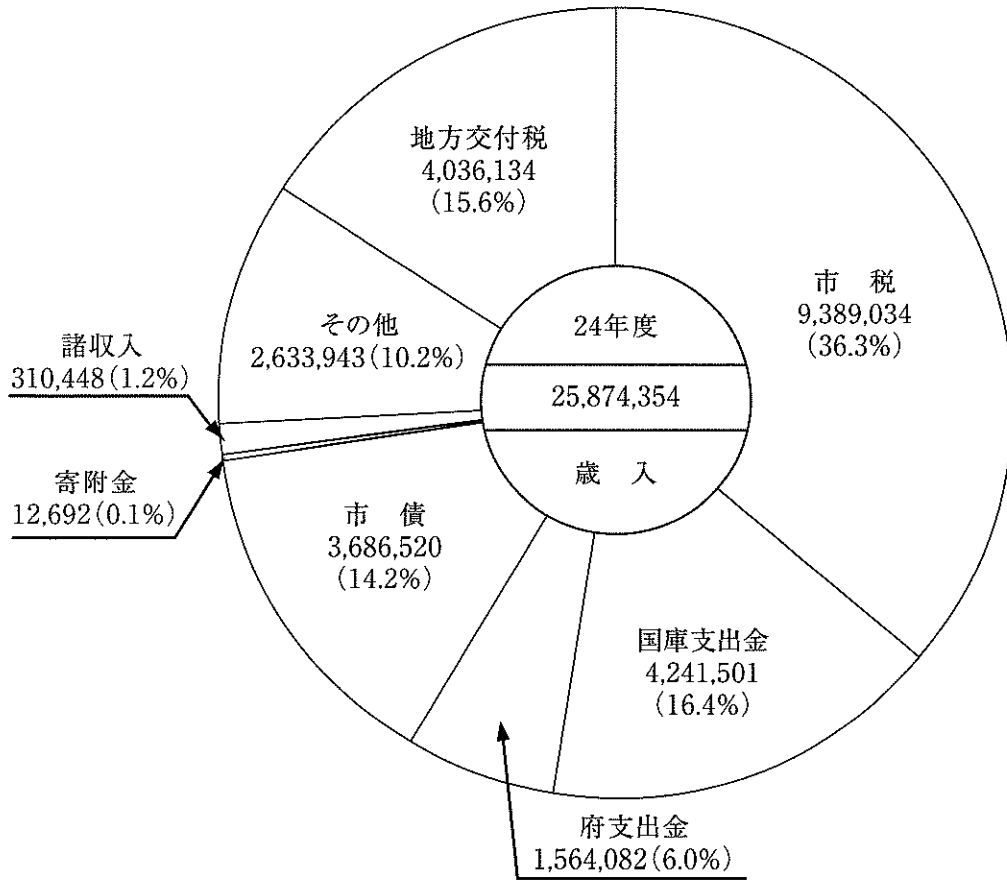 地方交付税
4,036,134
(15.6%)
市　税
9,389,034
(36.3%)
その他
2,633,943(10.2%)
24年度
25,874,354
歳　入
諸収入
310,448(1.2%)
寄附金
12,692(0.1%)
市　債
3,686,520
(14.2%)
国庫支出金
4,241,501
(16.4%)
府支出金
1,564,082(6.0%)